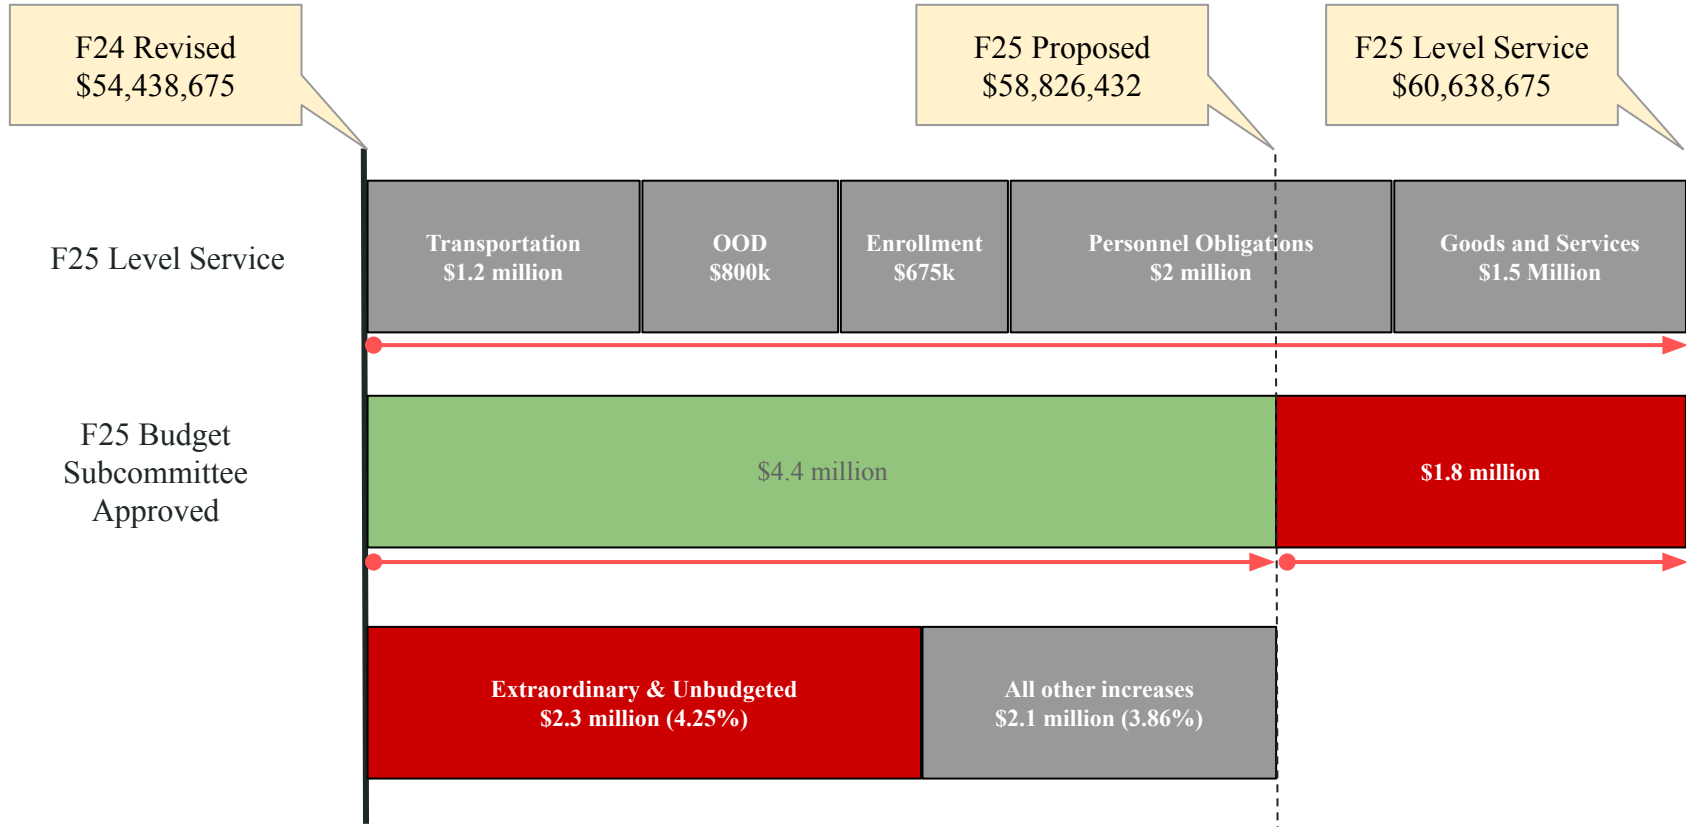 F24 Revised
$54,438,675
F25 Proposed
$58,826,432
F25 Level Service
$60,638,675
F25 Level Service
Transportation
$1.2 million
OOD
$800k
Enrollment
$675k
Personnel Obligations
$2 million
Goods and Services
$1.5 Million
F25 Budget
Subcommittee
Approved
$4.4 million
$1.8 million
Extraordinary & Unbudgeted
$2.3 million (4.25%)
All other increases
$2.1 million (3.86%)